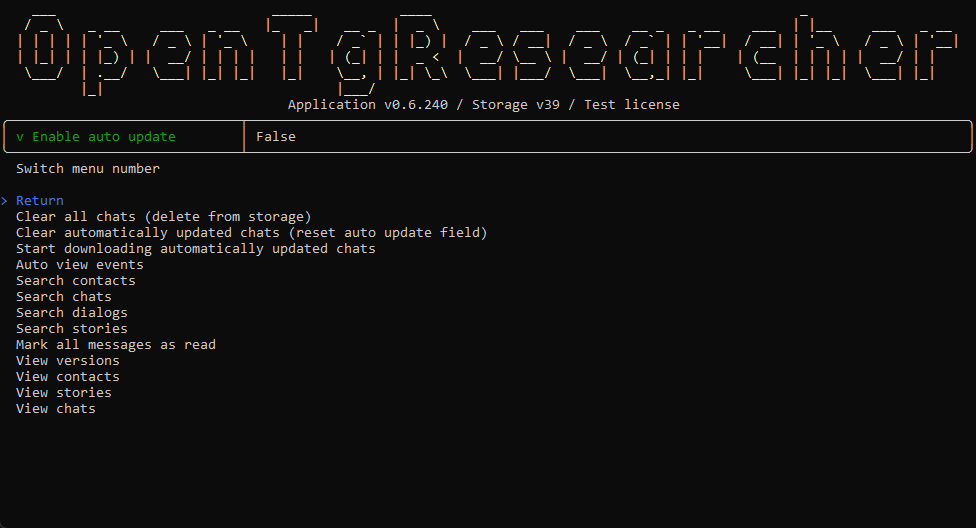 OpenTgResearcher
Application v0.6.240 / Storage v39 / Test license
v Enable auto update | False
Switch menu number
> Return
Clear all chats (delete from storage)
Clear automatically updated chats (reset auto update field)
Start downloading automatically updated chats
Auto view events
Search contacts
Search chats
Search dialogs
Search stories
Mark all messages as read
View versions
View contacts
View stories
View chats